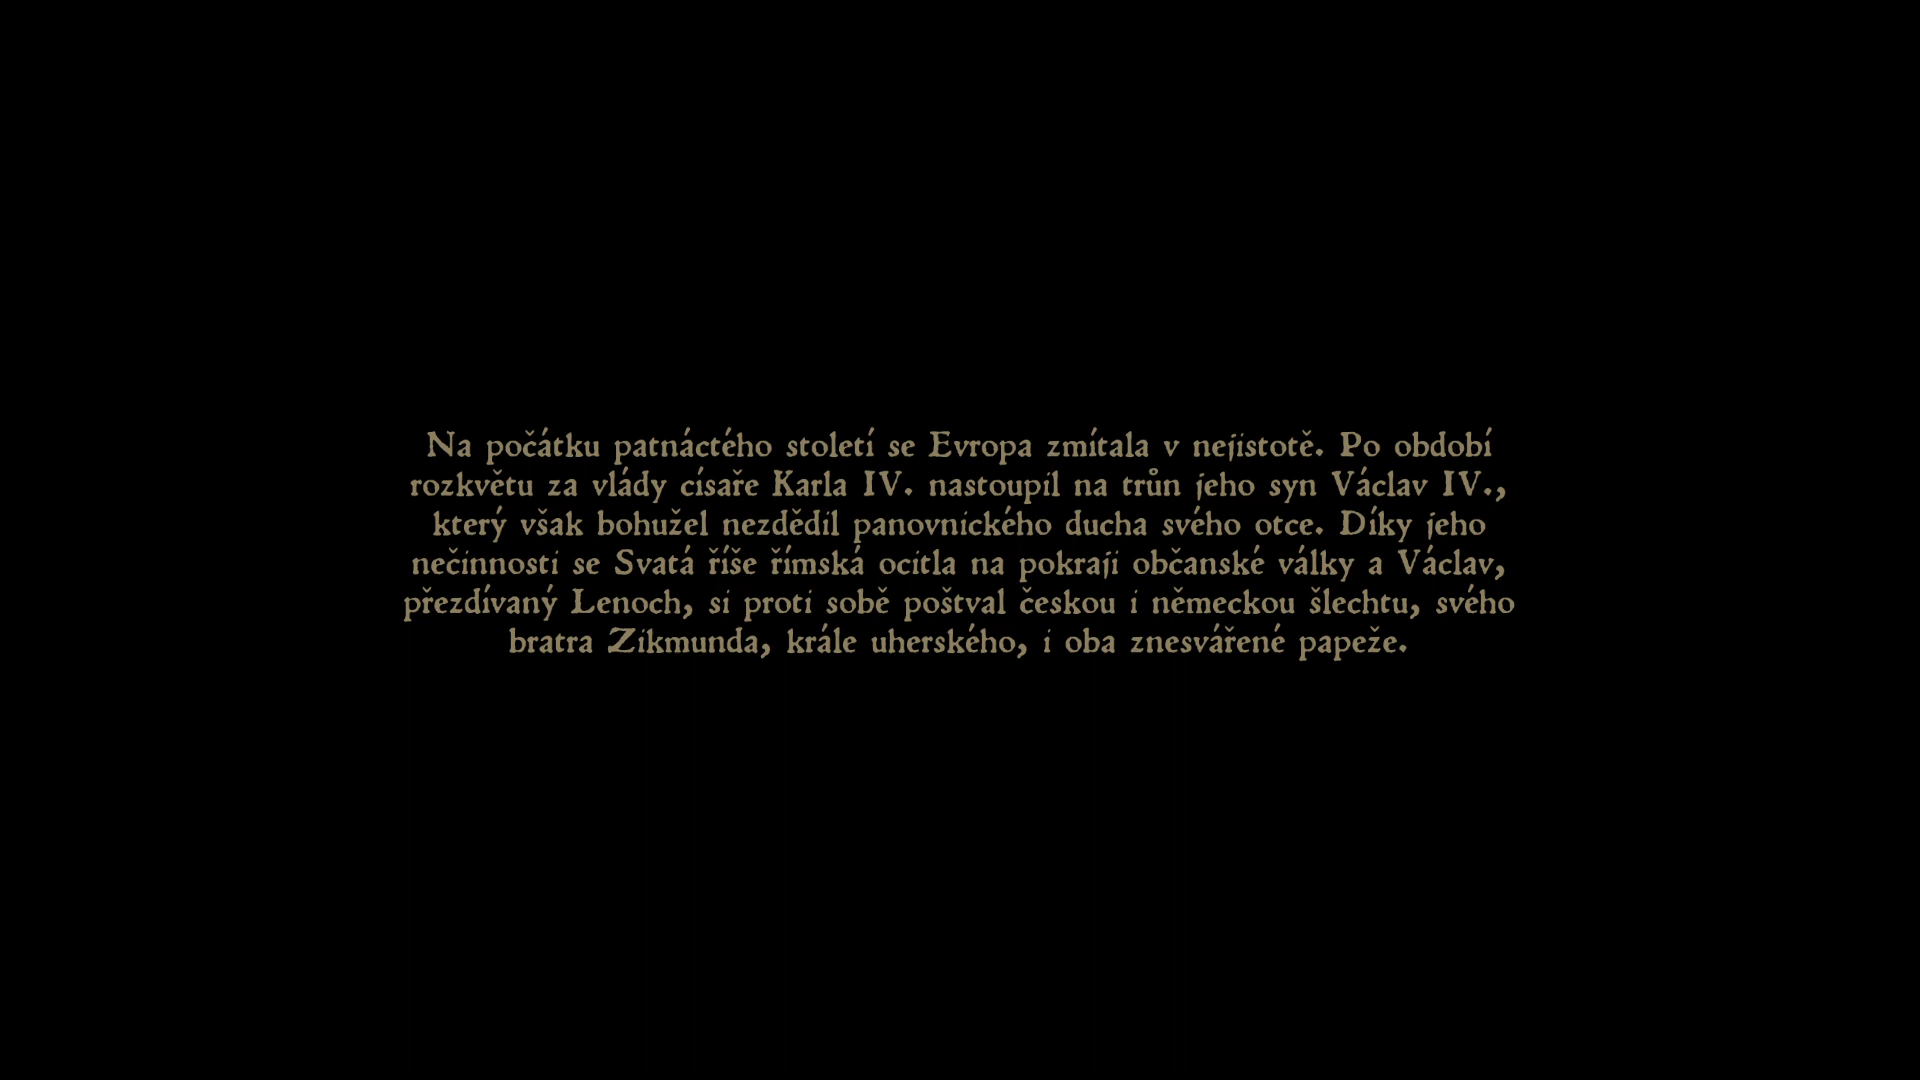 Na počátku patnáctého století se Evropa zmítala v nejistotě. Po období
rozkvětu za vlády císaře Karla IV. nastoupil na trůn jeho syn Václav IV.,
který však bohužel nezdědil panovnického ducha svého otce. Díky jeho
nečinnosti se Svatá říše římská ocitla na pokraji občanské války a Václav,
přezdívaný Lenoch, si proti sobě poštval českou i německou šlechtu, svého
bratra Zikmunda, krále uherského, i oba znesvářené papeže.